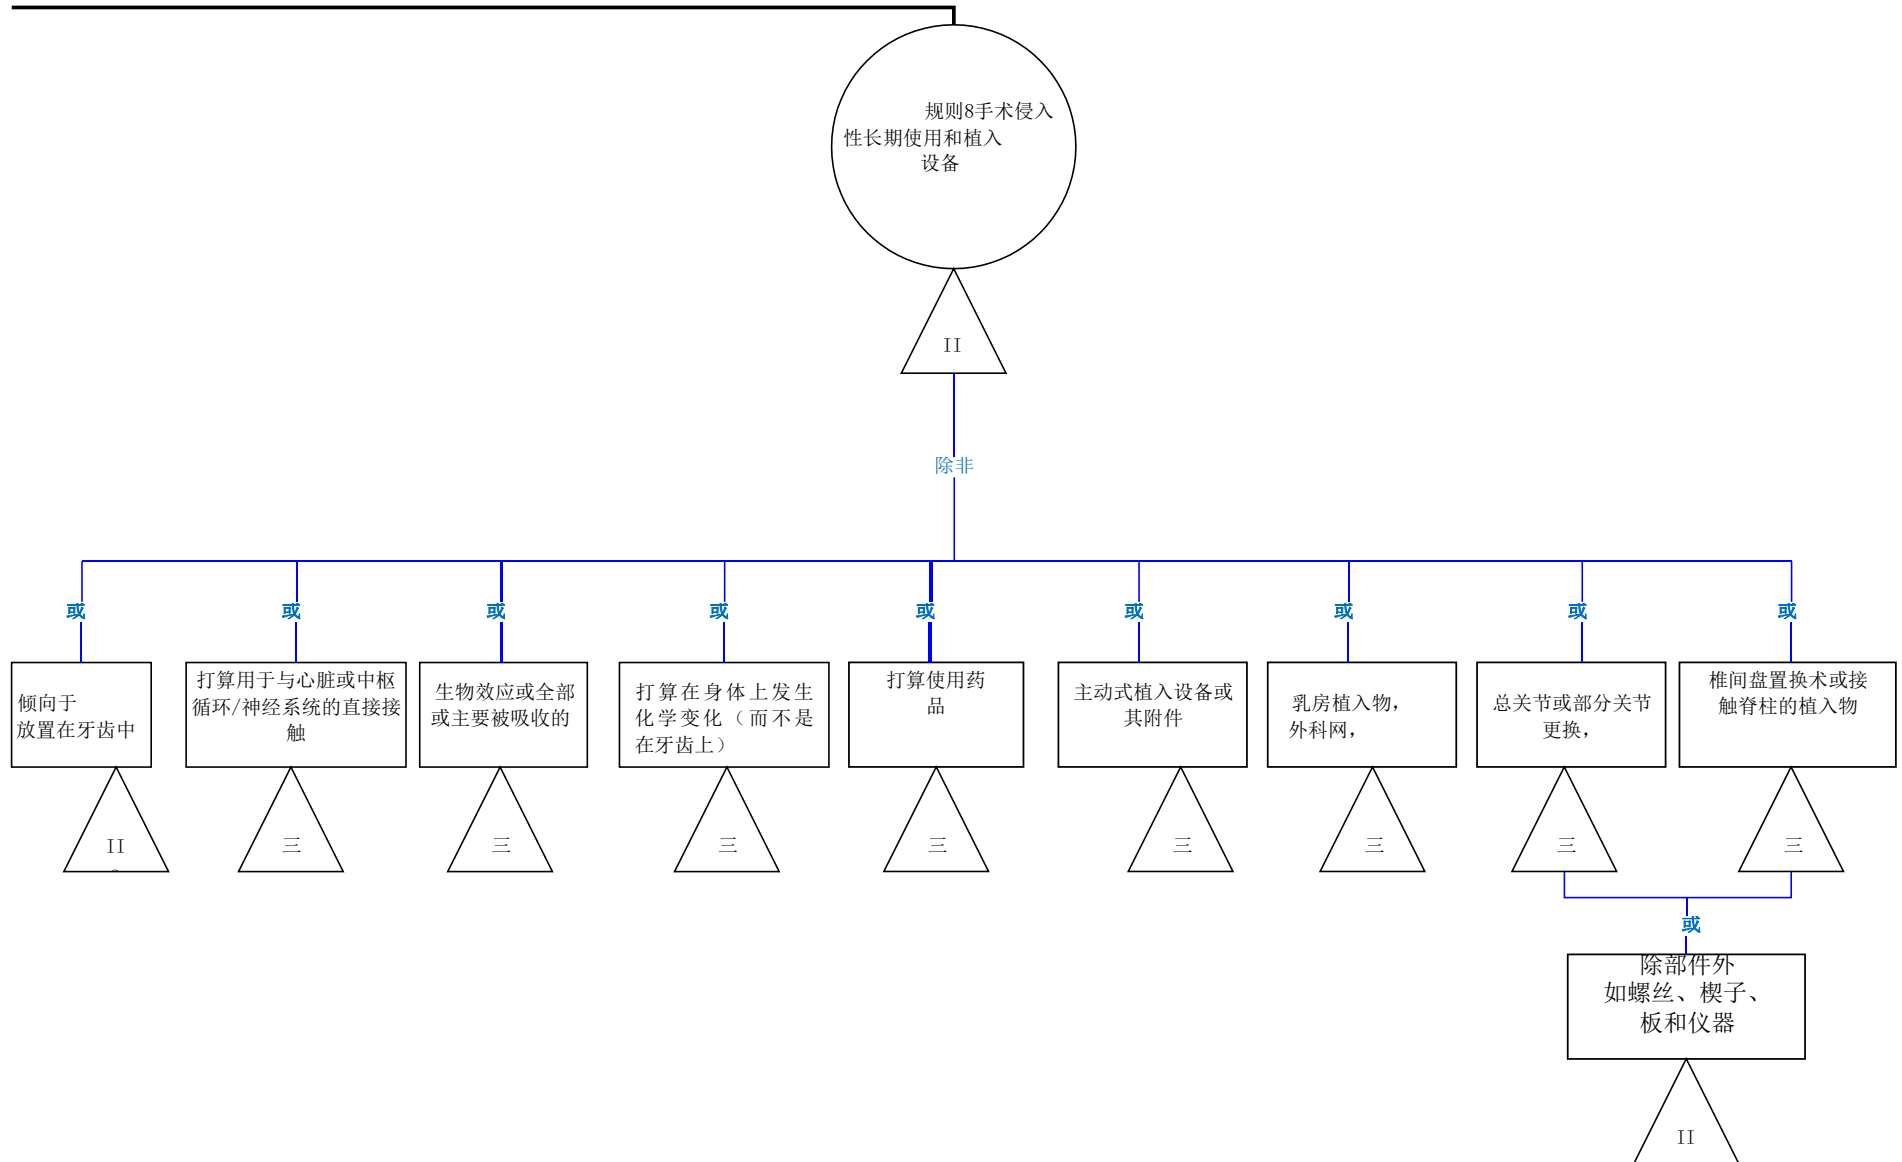 规则8手术侵入
性长期使用和植入
设备
II
除非
或
或
或
或
或
或
或
或
或
倾向于
放置在牙齿中
打算用于与心脏或中枢
循环/神经系统的直接接
触
生物效应或全部
或主要被吸收的
打算在身体上发生
化学变化（而不是
在牙齿上）
打算使用药
品
主动式植入设备或
其附件
乳房植入物，
外科网，
总关节或部分关节
更换，
椎间盘置换术或接
触脊柱的植入物
II
三
三
三
三
三
三
三
三
或
除部件外
如螺丝、楔子、
板和仪器
II